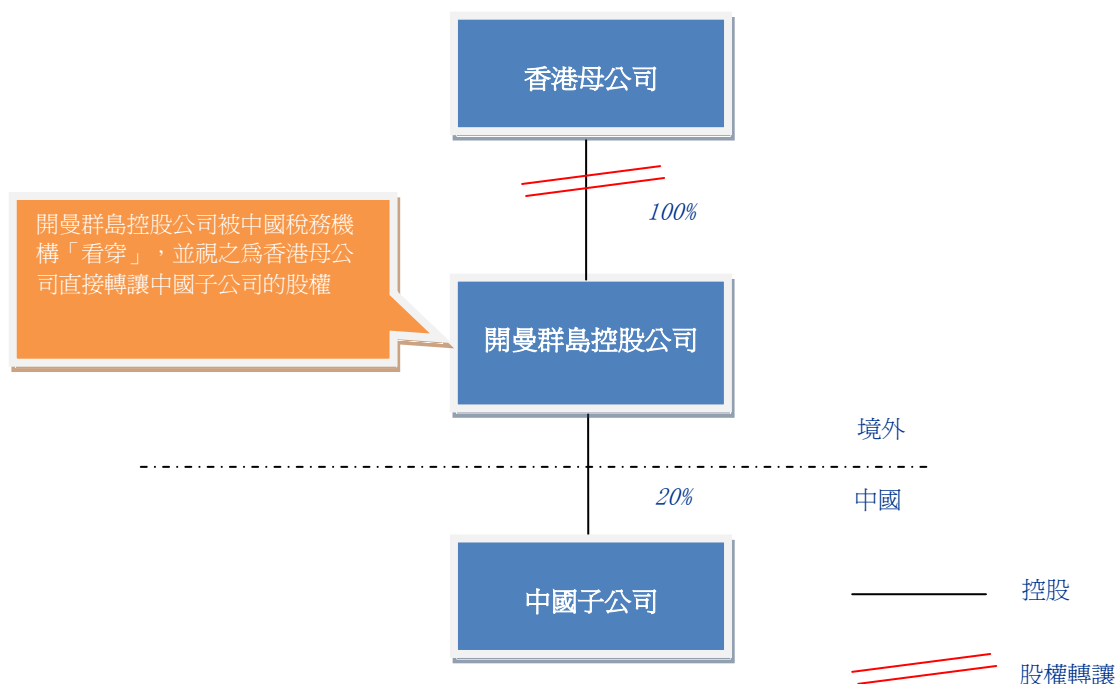 香港母公司
100%
開曼群島控股公司被中國稅務機
構「看穿」，並視之爲香港母公
司直接轉讓中國子公司的股權
開曼群島控股公司
境外
20%
中國
中國子公司
控股
股權轉讓